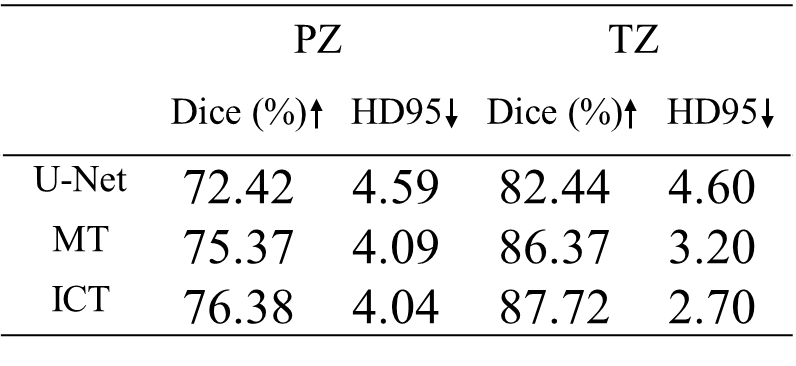 PZ TZ
Dice (%)↑ HD95↓ Dice (%)↑ HD95↓
U-Net 72.42 4.59 82.44 4.60
MT 75.37 4.09 86.37 3.20
ICT 76.38 4.04 87.72 2.70